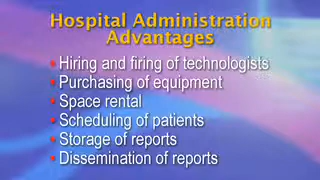 Hospital Administration
Advantages
• Hiring and firing of technologists
• Purchasing of equipment
• Space rental
• Scheduling of patients
• Storage of reports
• Dissemination of reports